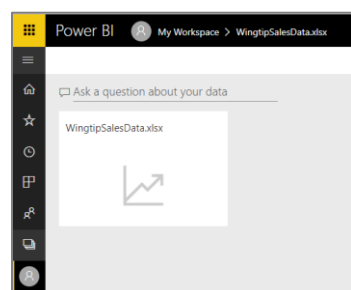 Power BI My Workspace > WingtipSalesData.xlsx
Ask a question about your data
WingtipSalesData.xlsx